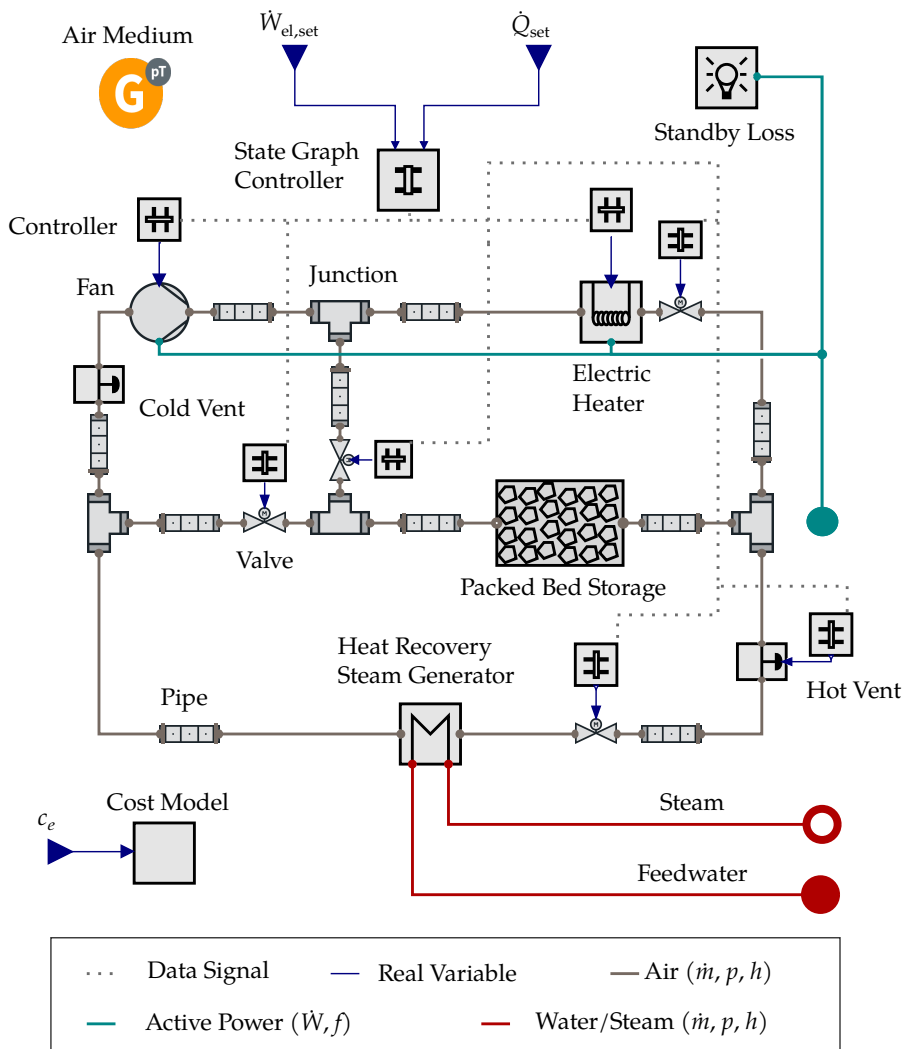 Air Medium
G
pT
Ẇel,set
Q̇set
Standby Loss
State Graph
Controller
Controller
Fan
Junction
M
Electric
Heater
Cold Vent
M
M
Valve
Packed Bed Storage
Heat Recovery
Steam Generator
Hot Vent
Pipe
M
Cost Model
ce
Steam
Feedwater
Data Signal
Real Variable
Air (ṁ, p, h)
Active Power (Ẇ, f)
Water/Steam (ṁ, p, h)